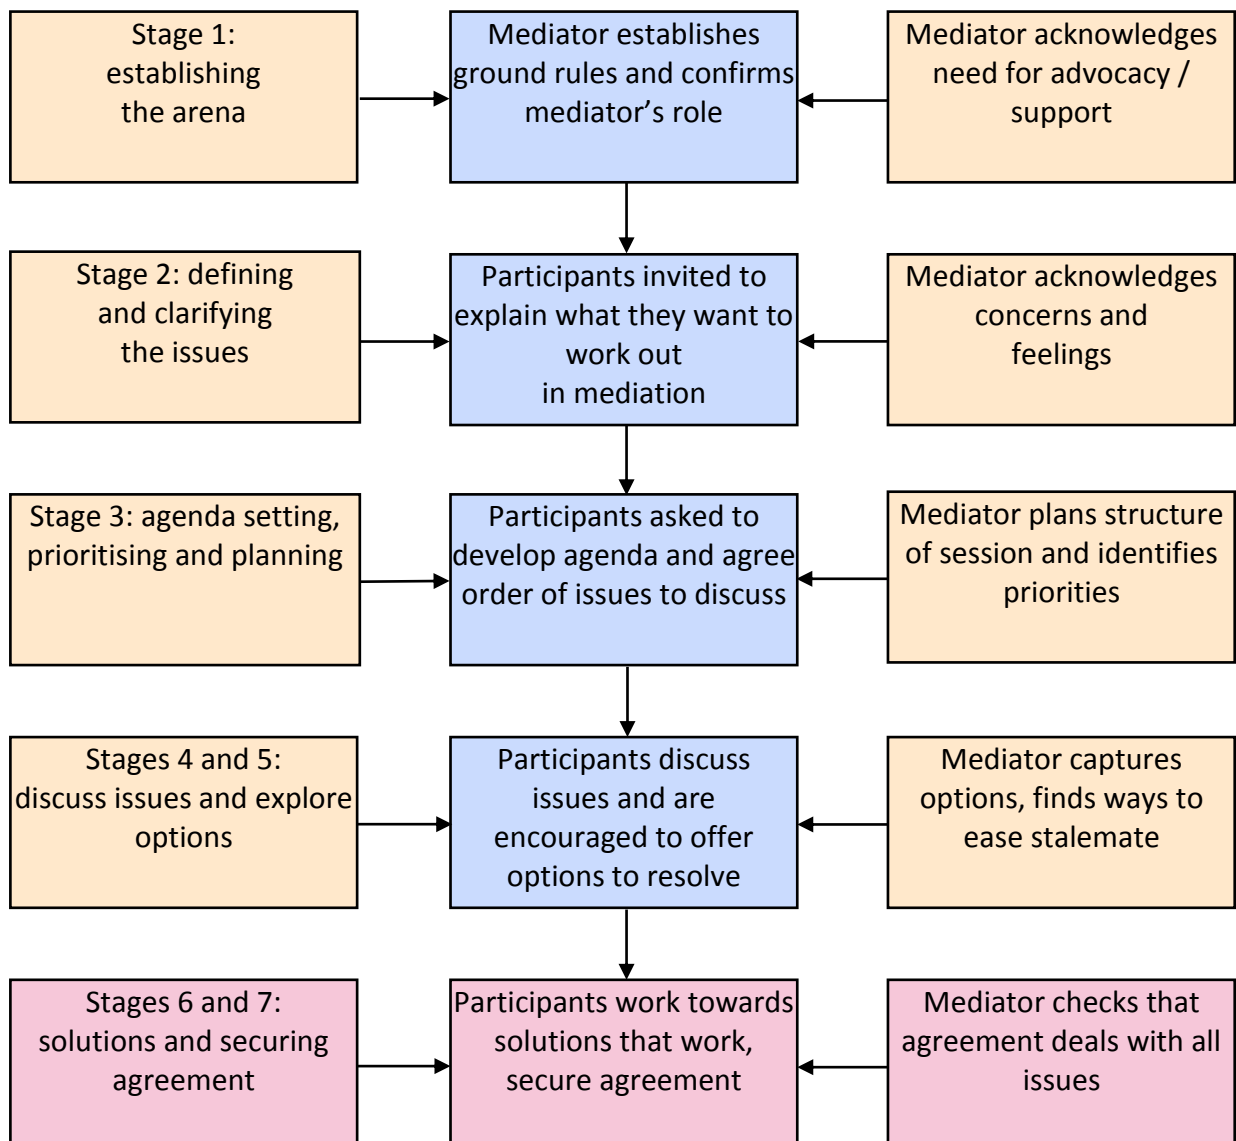 Stage 1:
establishing
the arena
Mediator establishes
ground rules and confirms
mediator’s role
Mediator acknowledges
need for advocacy /
support
Stage 2: defining
and clarifying
the issues
Participants invited to
explain what they want to
work out
in mediation
Mediator acknowledges
concerns and
feelings
Stage 3: agenda setting,
prioritising and planning
Participants asked to
develop agenda and agree
order of issues to discuss
Mediator plans structure
of session and identifies
priorities
Stages 4 and 5:
discuss issues and explore
options
Participants discuss
issues and are
encouraged to offer
options to resolve
Mediator captures
options, finds ways to
ease stalemate
Stages 6 and 7:
solutions and securing
agreement
Participants work towards
solutions that work,
secure agreement
Mediator checks that
agreement deals with all
issues